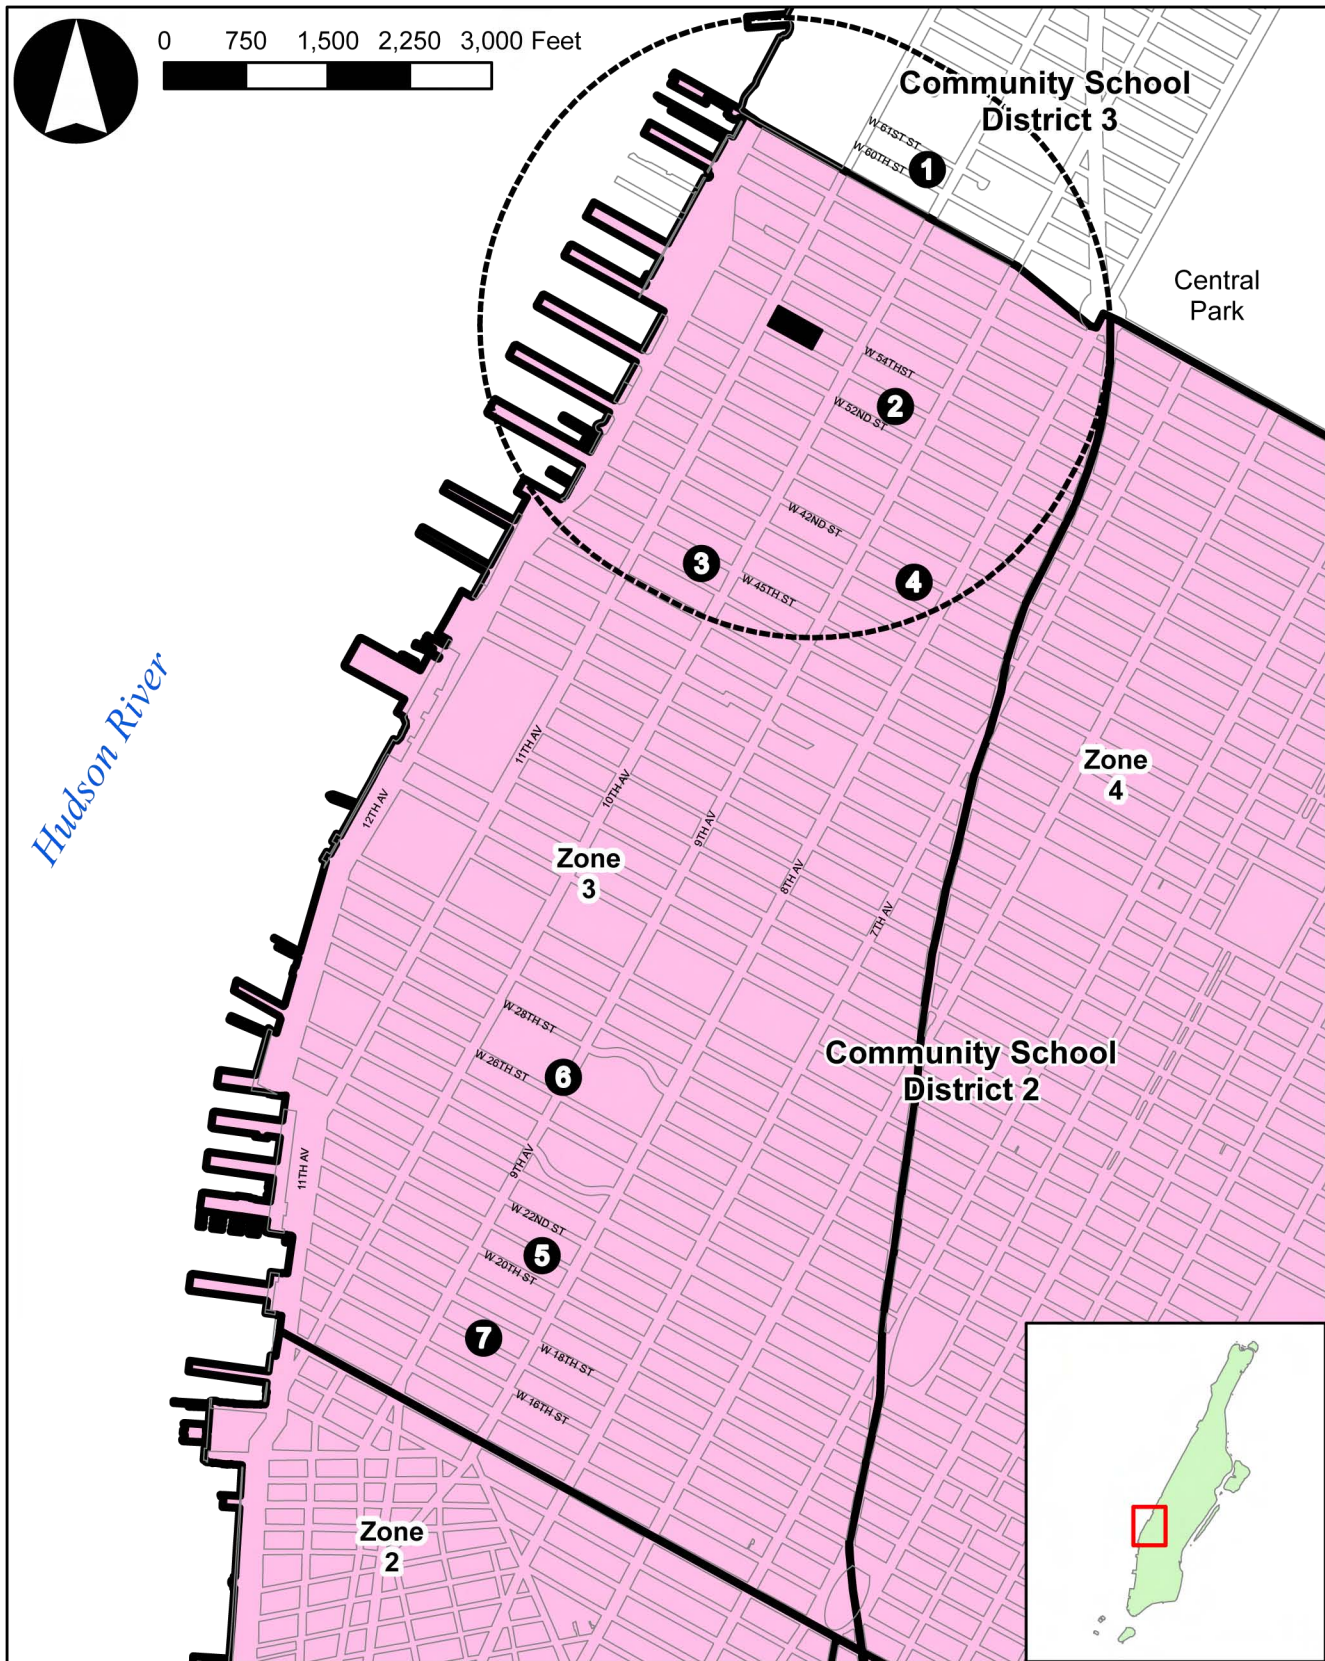 0 750 1,500 2,250 3,000 Feet
Community School
District 3
W 61ST ST
W 60TH ST
1
Central
Park
W 54THST
2
W 52ND ST
W 42ND ST
3
4
W 45TH ST
Hudson River
11TH AV
Zone
4
10TH AV
12TH AV
9TH AV
Zone
3
8TH AV
7TH AV
W 28TH ST
Community School
District 2
W 26TH ST
6
9TH AV
11TH AV
W 22ND ST
5
W 20TH ST
7
W 18TH ST
W 16TH ST
Zone
2